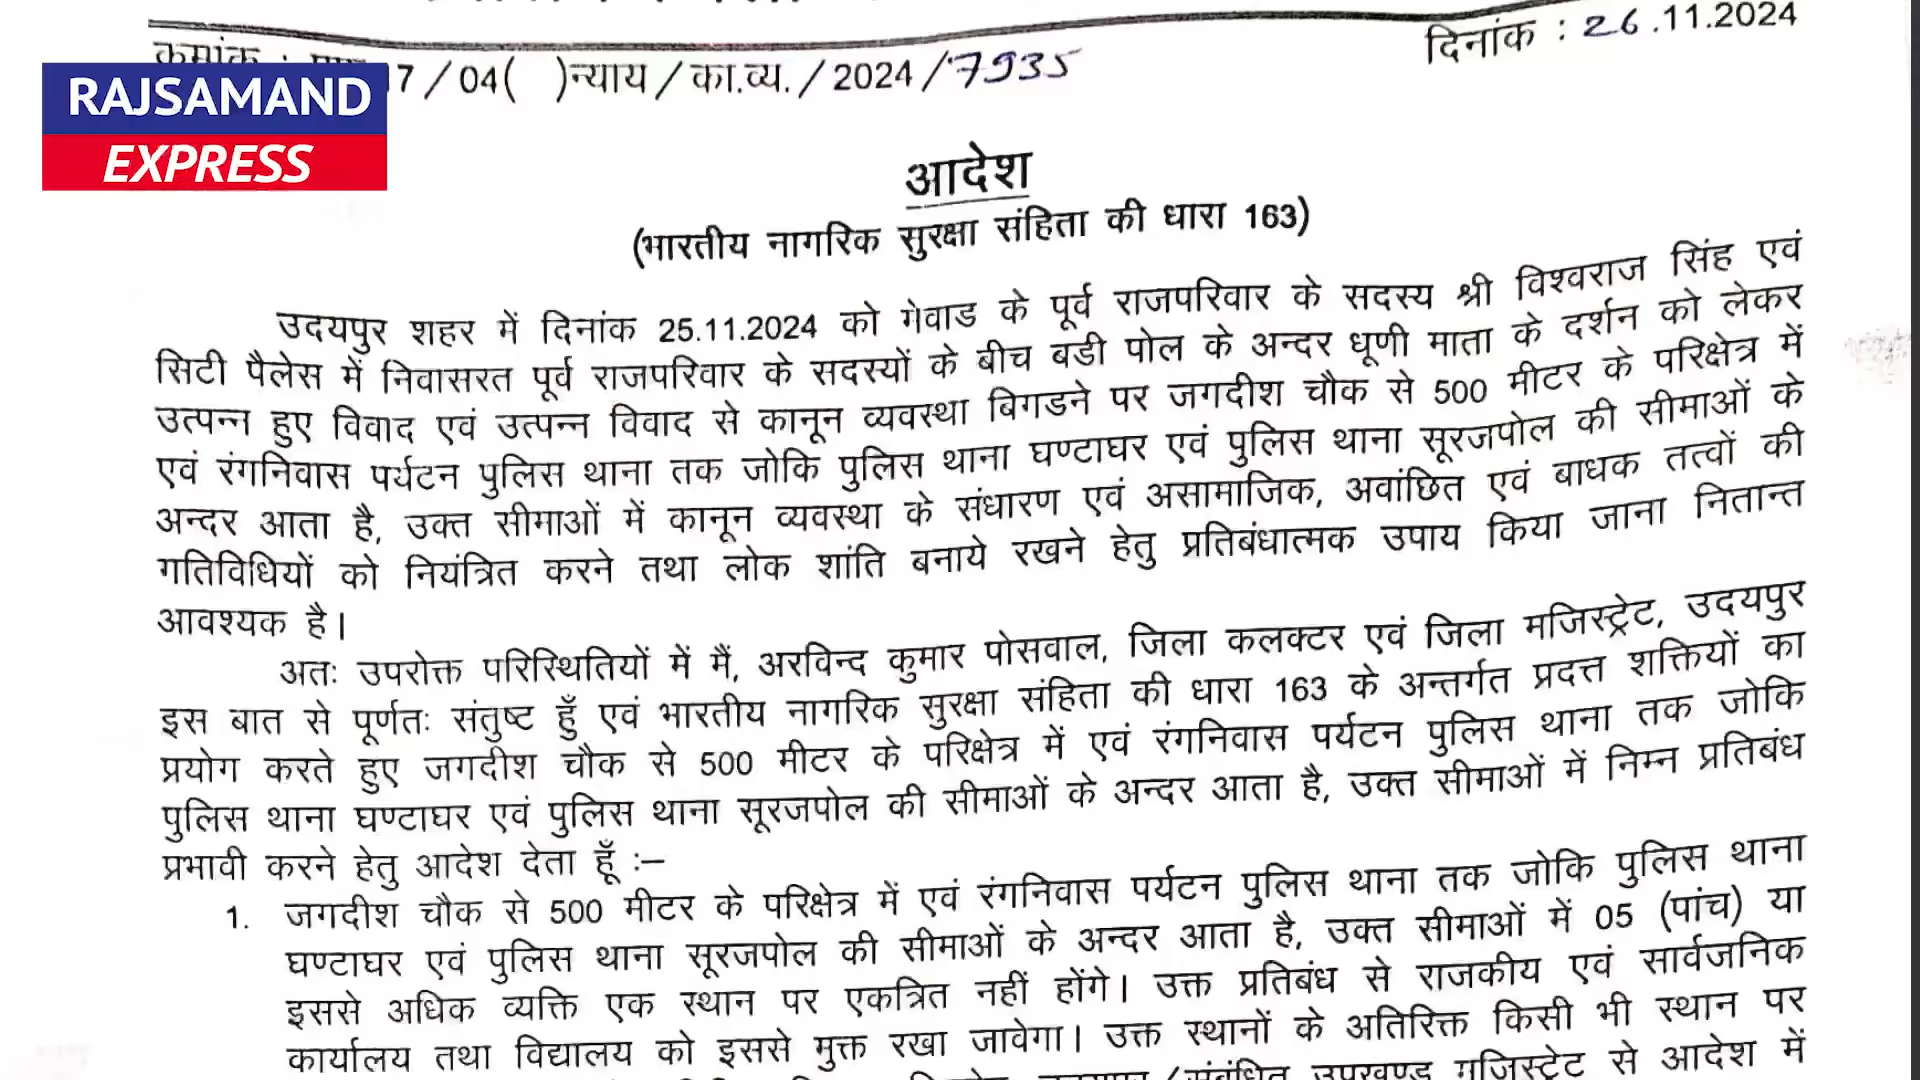 दिनांक : 26.11.2024
क्रमांक : 17 / 04( )न्याय / का.व्य. / 2024 / 7935
RAJSAMAND
EXPRESS
आदेश
(भारतीय नागरिक सुरक्षा संहिता की धारा 163)
उदयपुर शहर में दिनांक 25.11.2024 को गेवाड के पूर्व राजपरिवार के सदस्य श्री विश्वराज सिंह एवं
सिटी पैलेस में निवासरत पूर्व राजपरिवार के सदस्यों के बीच बडी पोल के अन्दर धूणी माता के दर्शन को लेकर
उत्पन्न हुए विवाद एवं उत्पन्न विवाद से कानून व्यवस्था बिगडने पर जगदीश चौक से 500 मीटर के परिक्षेत्र में
एवं रंगनिवास पर्यटन पुलिस थाना तक जोकि पुलिस थाना घण्टाघर एवं पुलिस थाना सूरजपोल की सीमाओं के
अन्दर आता है, उक्त सीमाओं में कानून व्यवस्था के संधारण एवं असामाजिक, अवांछित एवं बाधक तत्वों की
गतिविधियों को नियंत्रित करने तथा लोक शांति बनाये रखने हेतु प्रतिबंधात्मक उपाय किया जाना नितान्त
आवश्यक है।
अतः उपरोक्त परिस्थितियों में मैं, अरविन्द कुमार पोसवाल, जिला कलक्टर एवं जिला मजिस्ट्रेट, उदयपुर
इस बात से पूर्णतः संतुष्ट हूँ एवं भारतीय नागरिक सुरक्षा संहिता की धारा 163 के अन्तर्गत प्रदत्त शक्तियों का
प्रयोग करते हुए जगदीश चौक से 500 मीटर के परिक्षेत्र में एवं रंगनिवास पर्यटन पुलिस थाना तक जोकि
पुलिस थाना घण्टाघर एवं पुलिस थाना सूरजपोल की सीमाओं के अन्दर आता है, उक्त सीमाओं में निम्न प्रतिबंध
प्रभावी करने हेतु आदेश देता हूँ :–
1. जगदीश चौक से 500 मीटर के परिक्षेत्र में एवं रंगनिवास पर्यटन पुलिस थाना तक जोकि पुलिस थाना
घण्टाघर एवं पुलिस थाना सूरजपोल की सीमाओं के अन्दर आता है, उक्त सीमाओं में 05 (पांच) या
इससे अधिक व्यक्ति एक स्थान पर एकत्रित नहीं होंगे। उक्त प्रतिबंध से राजकीय एवं सार्वजनिक
कार्यालय तथा विद्यालय को इससे मुक्त रखा जावेगा। उक्त स्थानों के अतिरिक्त किसी भी स्थान पर
से आदेश में